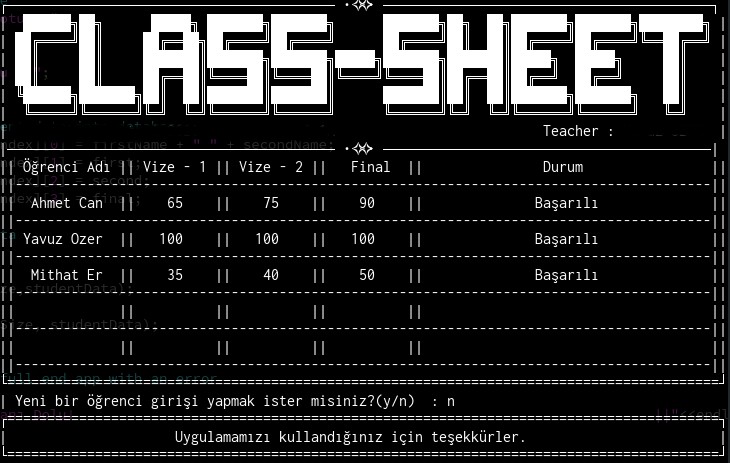 CLASS-SHEET
Teacher :
Öğrenci Adı || Vize - 1 || Vize - 2 || Final || Durum
Ahmet Can || 65 || 75 || 90 || Başarılı
Yavuz Ozer || 100 || 100 || 100 || Başarılı
Mithat Er || 35 || 40 || 50 || Başarılı
Yeni bir öğrenci girişi yapmak ister misiniz?(y/n) : n
Uygulamamızı kullandığınız için teşekkürler.